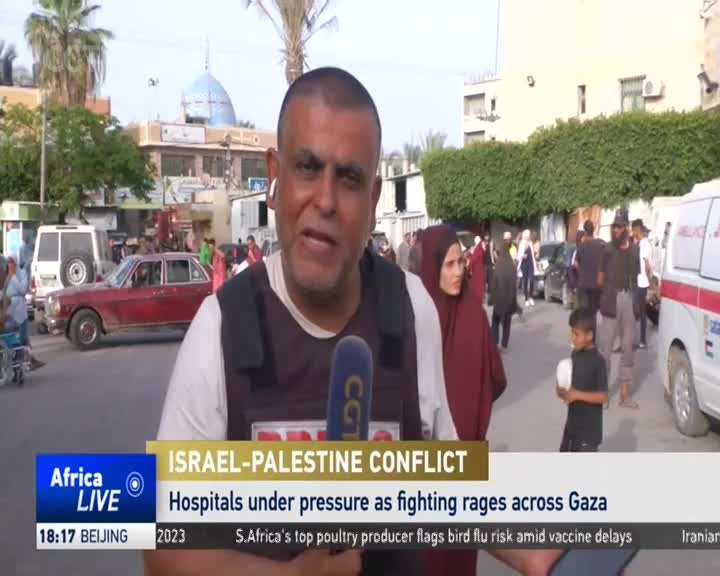 CGT
ISRAEL-PALESTINE CONFLICT
Hospitals under pressure as fighting rages across Gaza
Africa
LIVE
18:17 BEIJING
2023 S.Africa's top poultry producer flags bird flu risk amid vaccine delays Iranian